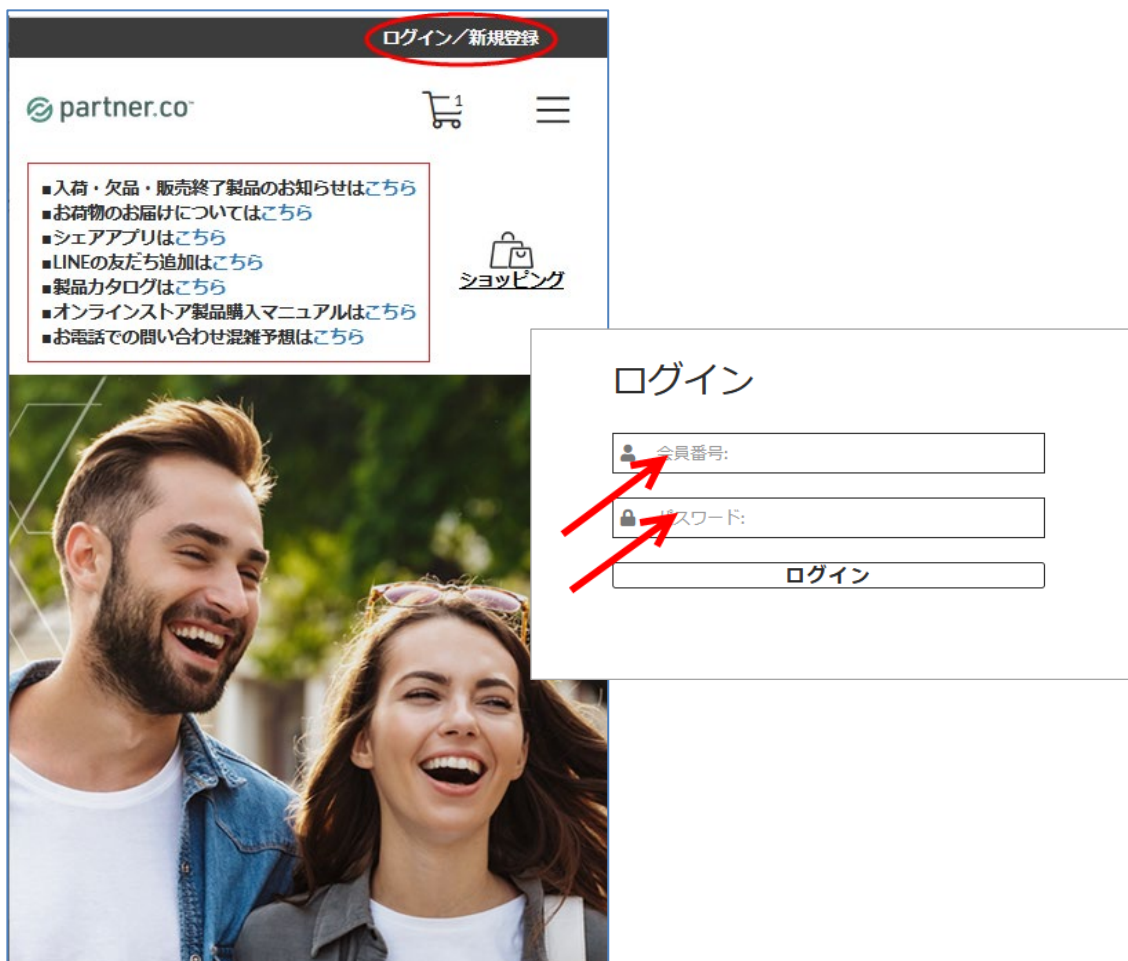 ログイン／新規登録
partner.co
1
■入荷・欠品・販売終了製品のお知らせはこちら
■お荷物のお届けについてはこちら
■シェアアプリはこちら
■LINEの友だち追加はこちら
■製品カタログはこちら
■オンラインストア製品購入マニュアルはこちら
■お電話での問い合わせ混雑予想はこちら
ショッピング
ログイン
会員番号:
パスワード:
ログイン